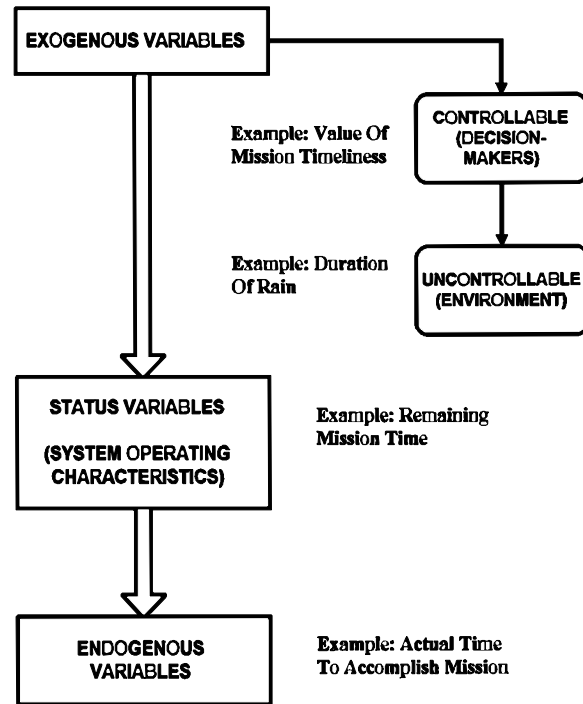 EXOGENOUS VARIABLES
Example: Value Of
Mission Timeliness
CONTROLLABLE
(DECISION-
MAKERS)
Example: Duration
Of Rain
UNCONTROLLABLE
(ENVIRONMENT)
STATUS VARIABLES
(SYSTEM OPERATING
CHARACTERISTICS)
Example: Remaining
Mission Time
ENDOGENOUS
VARIABLES
Example: Actual Time
To Accomplish Mission